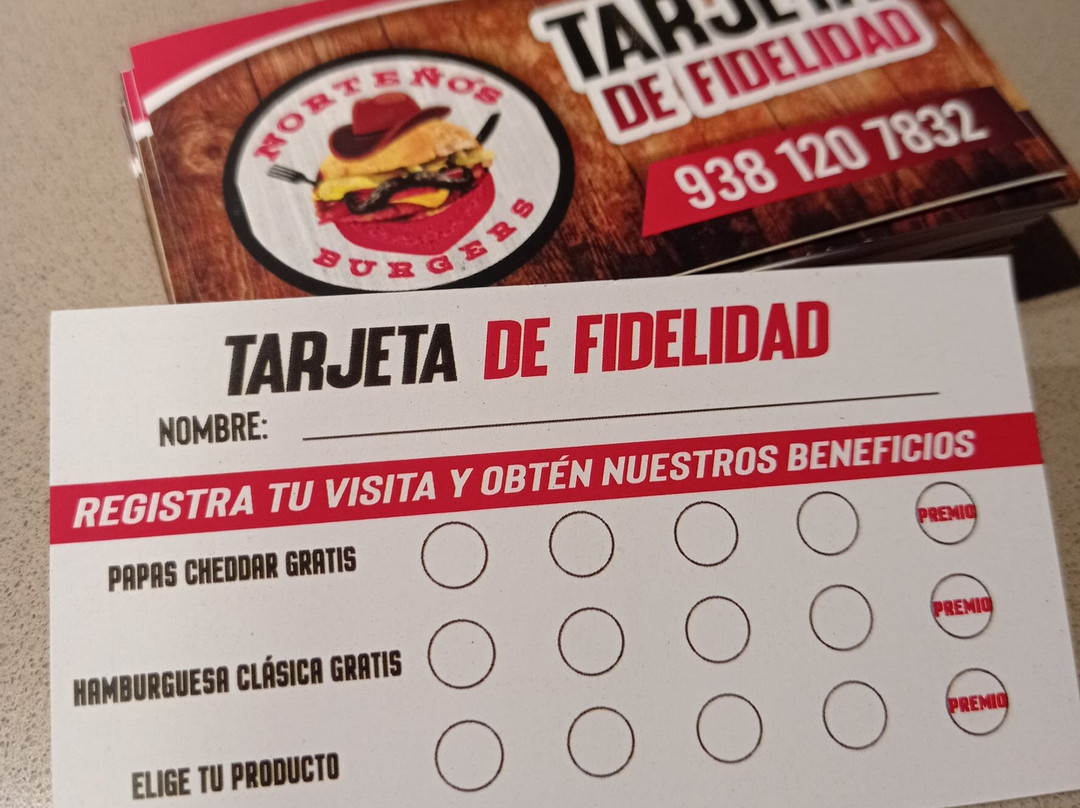 NORTEÑOS
BURGERS
TARJETA
DE FIDELIDAD
938 120 7832
TARJETA DE FIDELIDAD
NOMBRE:
REGISTRA TU VISITA Y OBTÉN NUESTROS BENEFICIOS
PAPAS CHEDDAR GRATIS PREMIO
HAMBURGUESA CLÁSICA GRATIS PREMIO
ELIGE TU PRODUCTO PREMIO